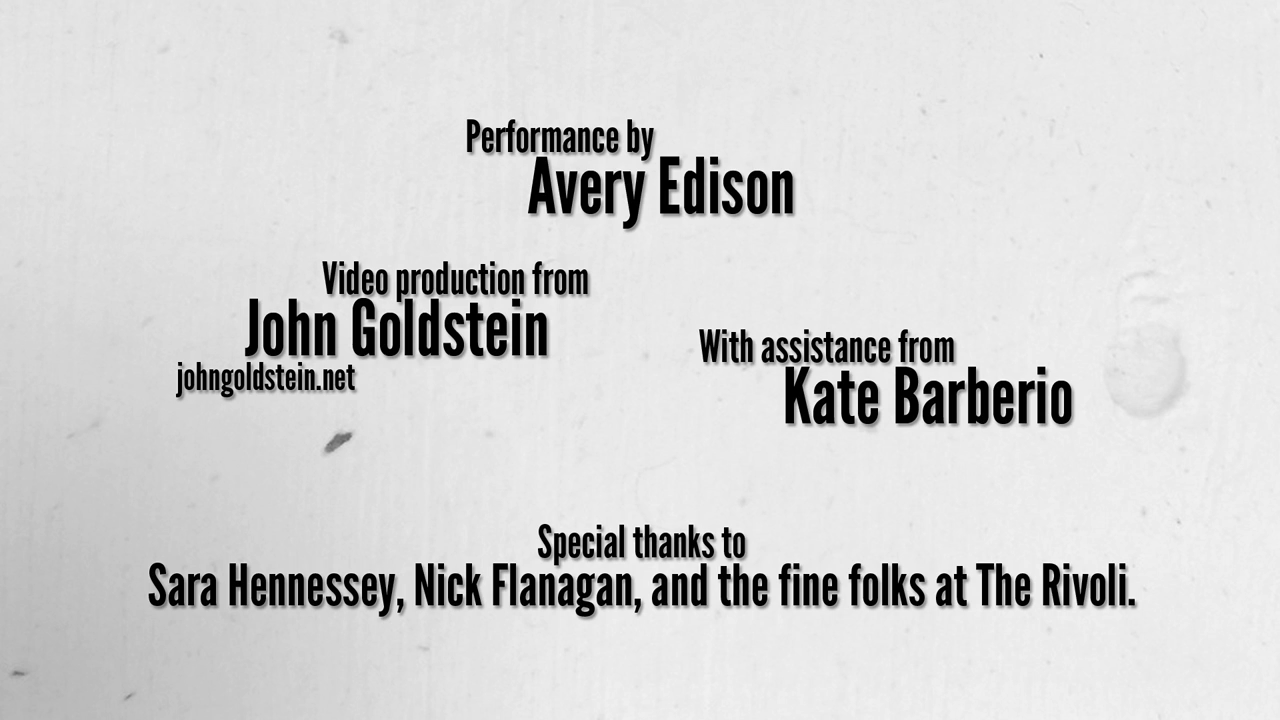 Performance by
Avery Edison
Video production from
John Goldstein
johngoldstein.net
With assistance from
Kate Barberio
Special thanks to
Sara Hennessey, Nick Flanagan, and the fine folks at The Rivoli.